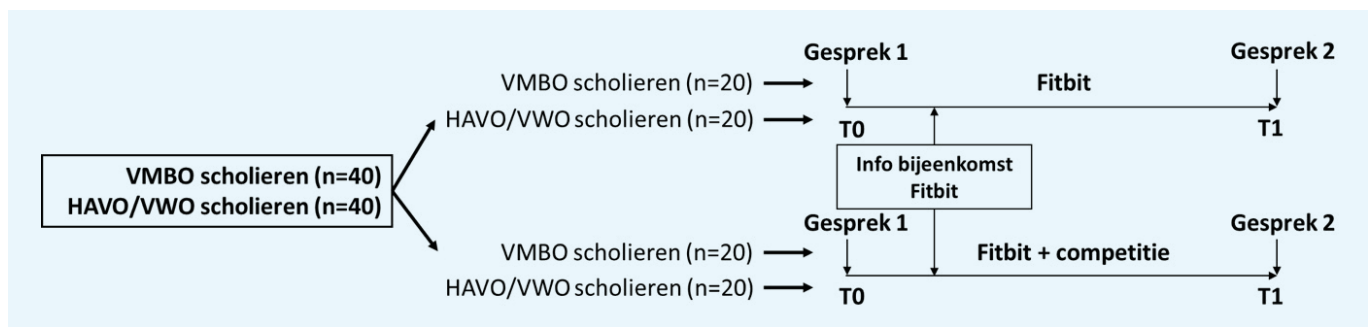 Gesprek 1
Gesprek 2
VMBO scholieren (n=20)
Fitbit
HAVO/VWO scholieren (n=20)
T0
T1
VMBO scholieren (n=40)
HAVO/VWO scholieren (n=40)
Info bijeenkomst
Fitbit
Gesprek 1
Gesprek 2
VMBO scholieren (n=20)
Fitbit + competitie
HAVO/VWO scholieren (n=20)
T0
T1